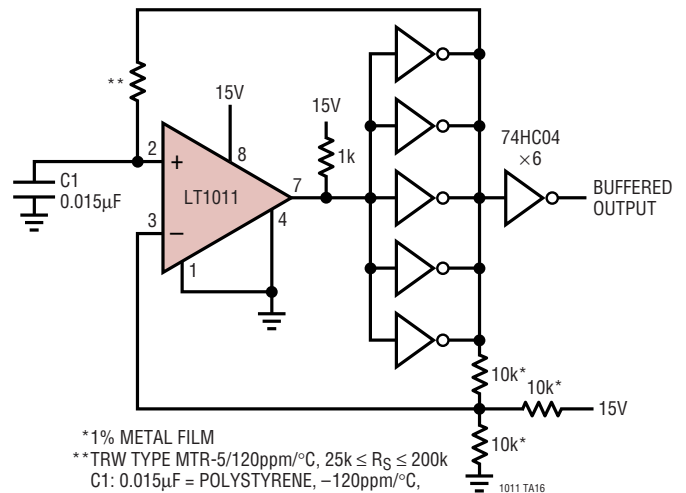 **
15V
15V
1k
2
+
8
C1
0.015µF
LT1011
7
3
–
4
1
74HC04
×6
BUFFERED
OUTPUT
10k*
10k*
15V
10k*
*1% METAL FILM
**TRW TYPE MTR-5/120ppm/°C, 25k ≤ RS ≤ 200k
C1: 0.015µF = POLYSTYRENE, –120ppm/°C,
1011 TA16